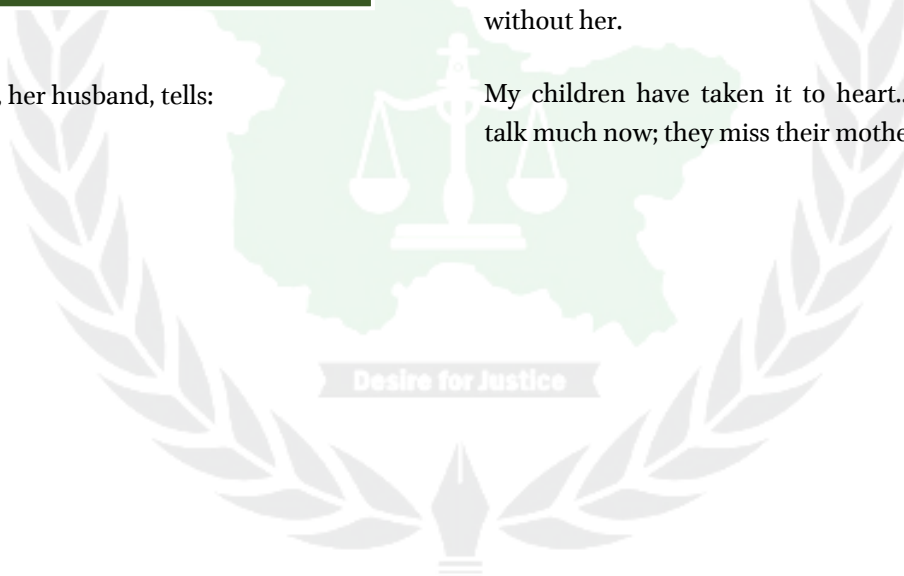 , her husband, tells:
without her.
My children have taken it to heart..
talk much now; they miss their
Desire for Justice